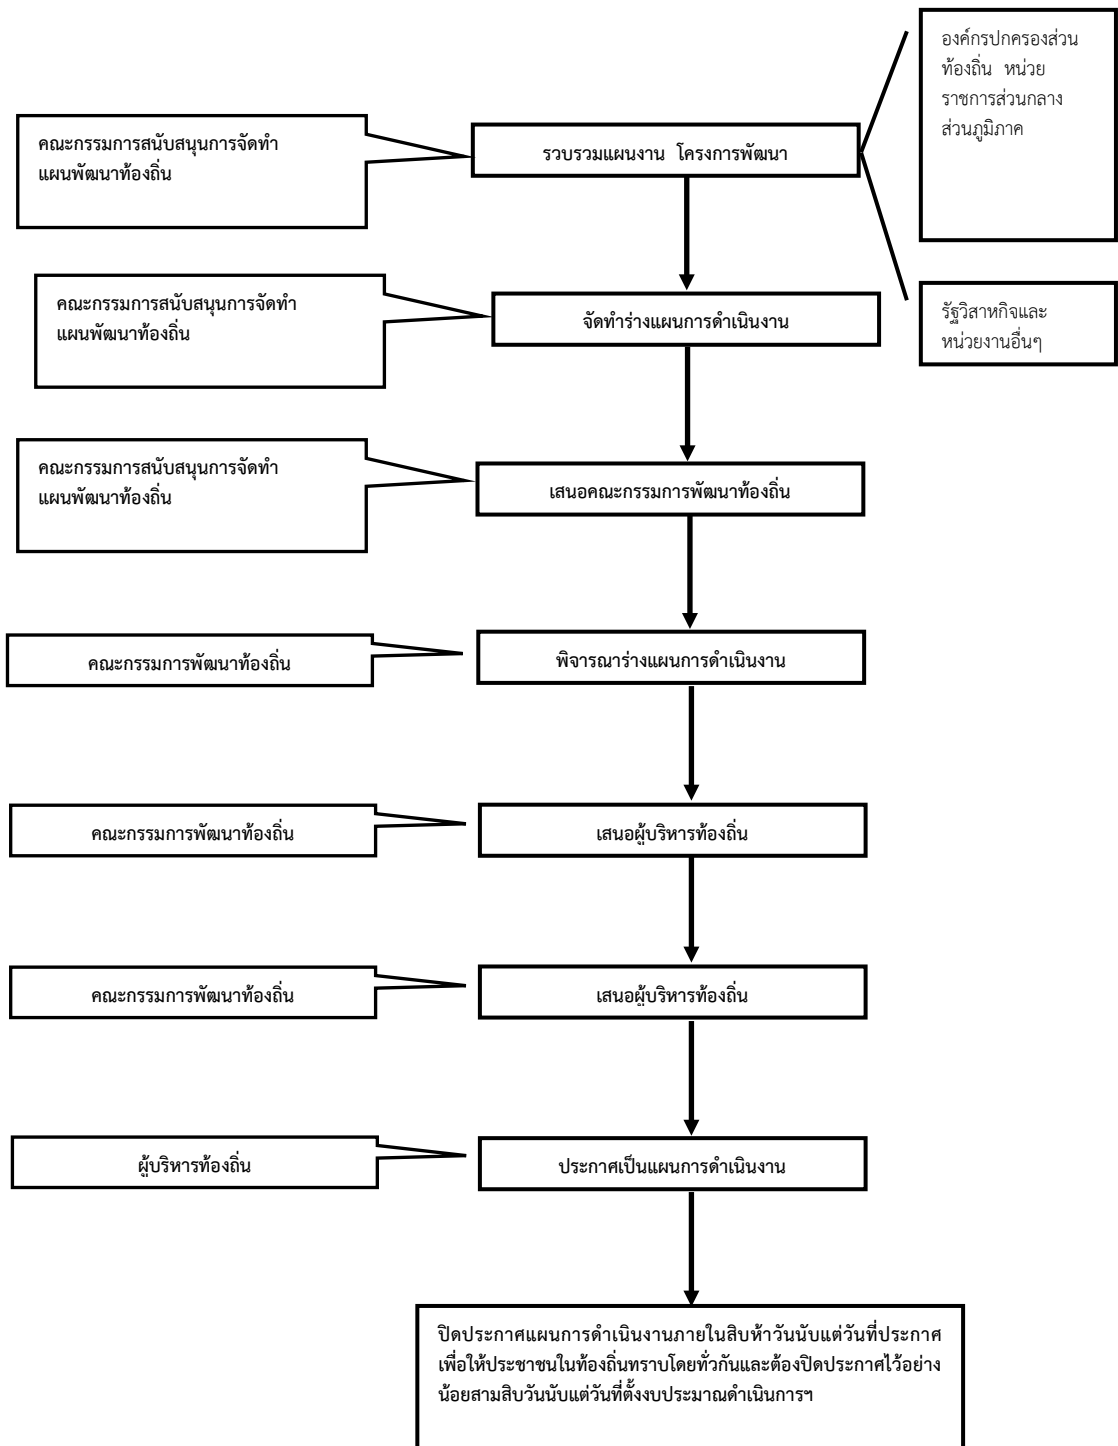 องค์กรปกครองส่วน
ท้องถิ่น หน่วย
ราชการส่วนกลาง
ส่วนภูมิภาค
คณะกรรมการสนับสนุนการจัดทำ
แผนพัฒนาท้องถิ่น
รวบรวมแผนงาน โครงการพัฒนา
คณะกรรมการสนับสนุนการจัดทำ
แผนพัฒนาท้องถิ่น
จัดทำร่างแผนการดำเนินงาน
รัฐวิสาหกิจและ
หน่วยงานอื่นๆ
คณะกรรมการสนับสนุนการจัดทำ
แผนพัฒนาท้องถิ่น
เสนอคณะกรรมการพัฒนาท้องถิ่น
คณะกรรมการพัฒนาท้องถิ่น
พิจารณาร่างแผนการดำเนินงาน
คณะกรรมการพัฒนาท้องถิ่น
เสนอผู้บริหารท้องถิ่น
คณะกรรมการพัฒนาท้องถิ่น
เสนอผู้บริหารท้องถิ่น
ผู้บริหารท้องถิ่น
ประกาศเป็นแผนการดำเนินงาน
ปิดประกาศแผนการดำเนินงานภายในสิบห้าวันนับแต่วันที่ประกาศ
เพื่อให้ประชาชนในท้องถิ่นทราบโดยทั่วกันและต้องปิดประกาศไว้อย่าง
น้อยสามสิบวันนับแต่วันที่ตั้งงบประมาณดำเนินการฯ